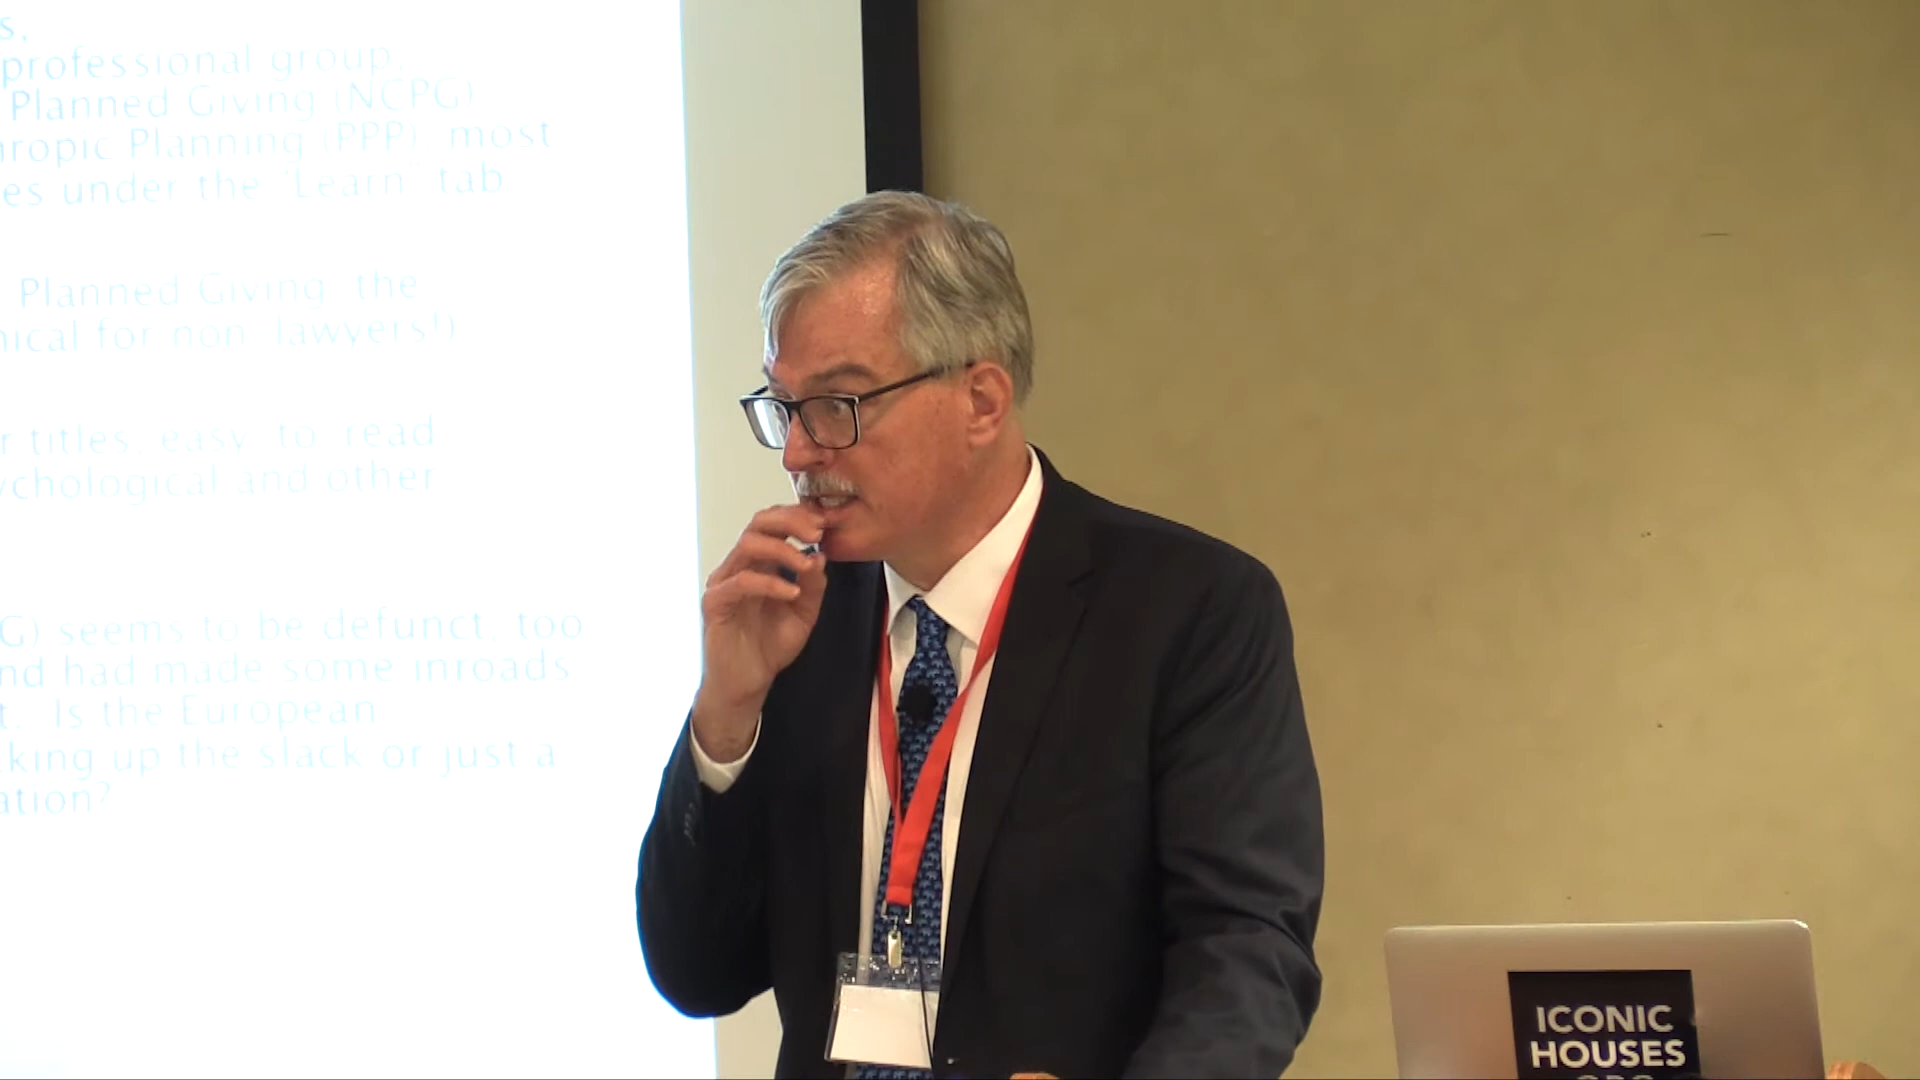 s,
professional group,
Planned Giving (NCPG)
hropic Planning (PPP), most
es under the "Learn" tab
Planned Giving, the
nical for non-lawyers!)
r titles, easy-to-read
ychological and other
G) seems to be defunct, too
nd had made some inroads
t. Is the European
king up the slack or just a
ation?
ICONIC
HOUSES
.ORG